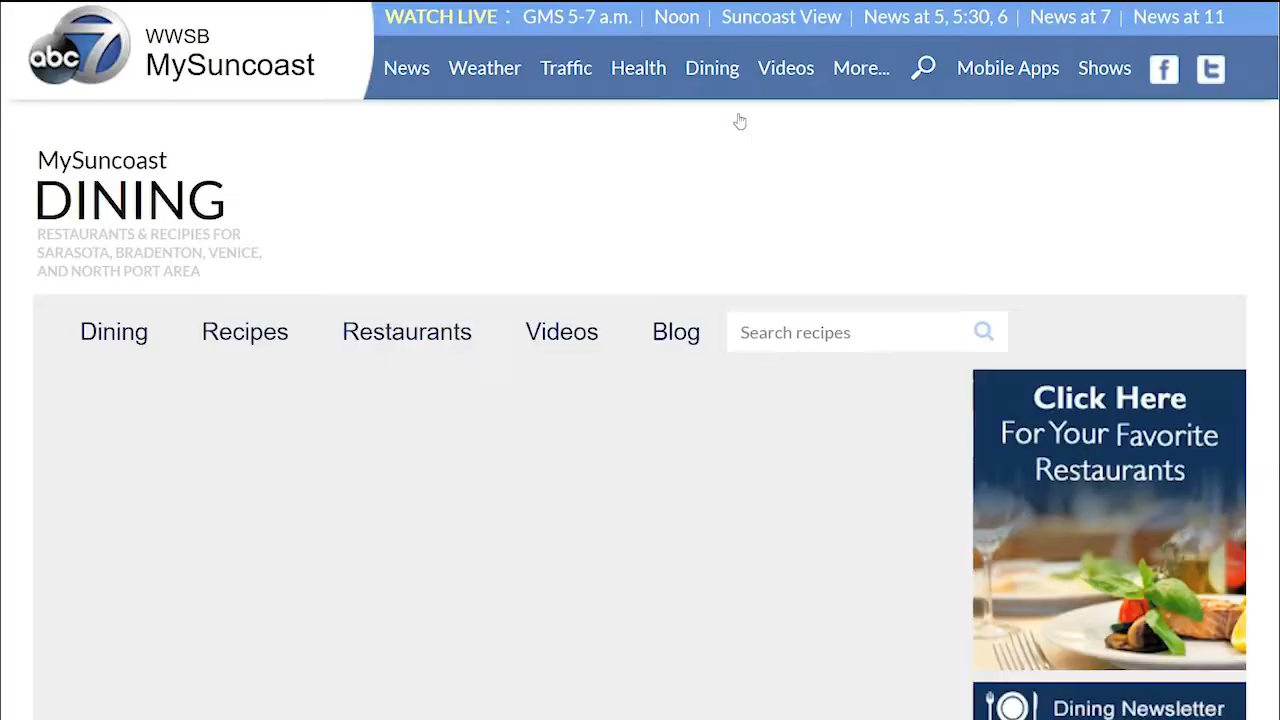 WATCH LIVE : GMS 5-7 a.m. | Noon | Suncoast View | News at 5, 5:30, 6 | News at 7 | News at 11
abc 7
WWSB
MySuncoast
News Weather Traffic Health Dining Videos More... Mobile Apps Shows f t
MySuncoast
DINING
RESTAURANTS & RECIPIES FOR
SARASOTA, BRADENTON, VENICE,
AND NORTH PORT AREA
Dining Recipes Restaurants Videos Blog Search recipes
Click Here
For Your Favorite
Restaurants
Dining Newsletter